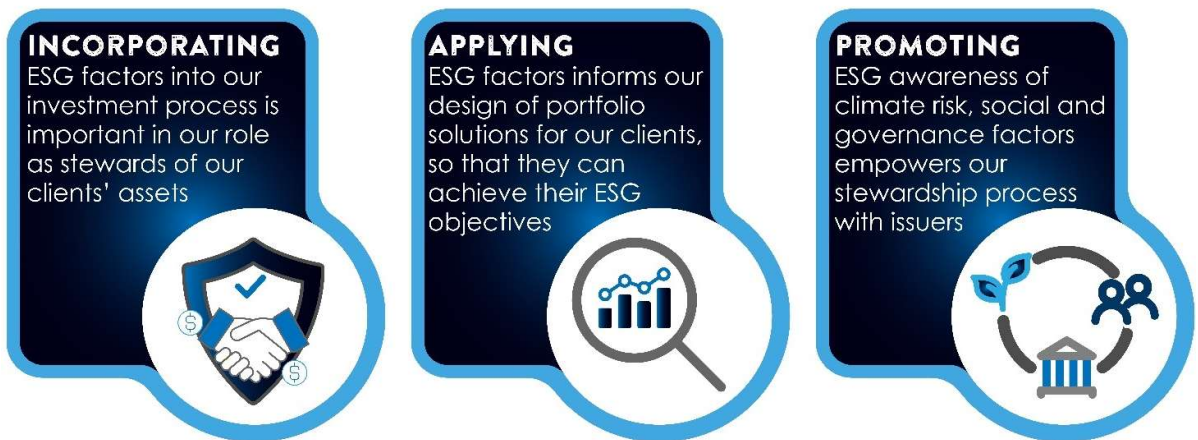 INCORPORATING
ESG factors into our
investment process is
important in our role
as stewards of our
clients' assets
$
$
APPLYING
ESG factors informs our
design of portfolio
solutions for our clients,
so that they can
achieve their ESG
objectives
PROMOTING
ESG awareness of
climate risk, social and
governance factors
empowers our
stewardship process
with issuers